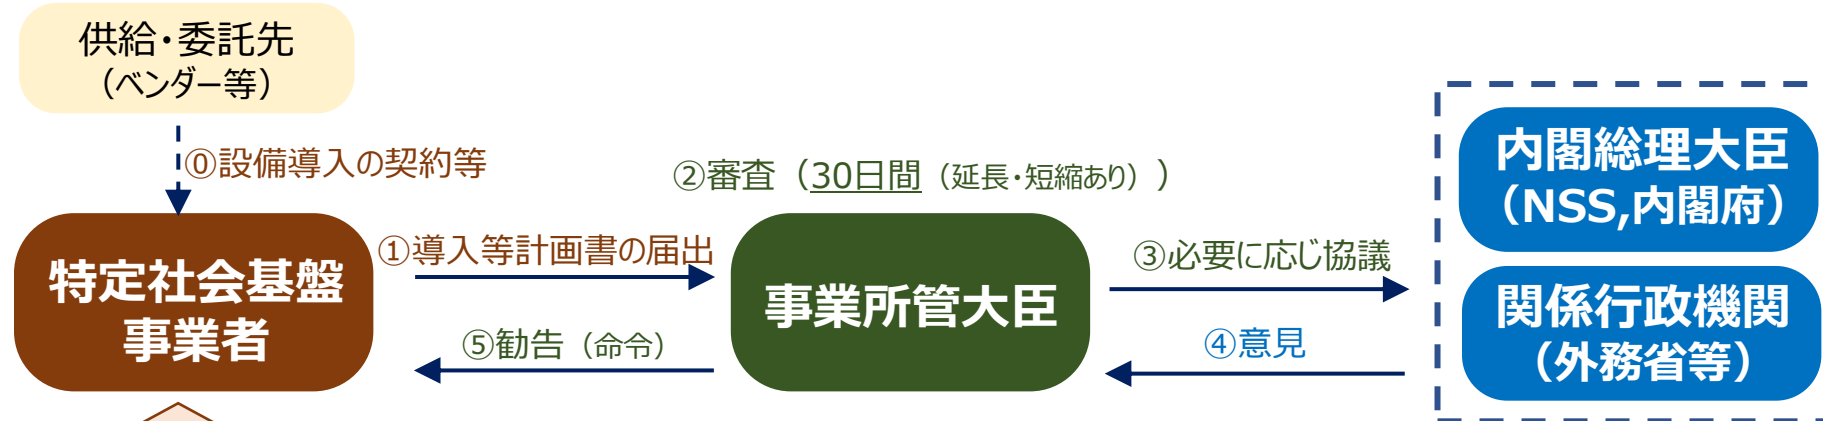 供給・委託先
（ベンダー等）
⓪設備導入の契約等
②審査（30日間（延長・短縮あり））
内閣総理大臣
（NSS,内閣府）
特定社会基盤
事業者
①導入等計画書の届出
事業所管大臣
③必要に応じ協議
関係行政機関
（外務省等）
⑤勧告（命令）
④意見